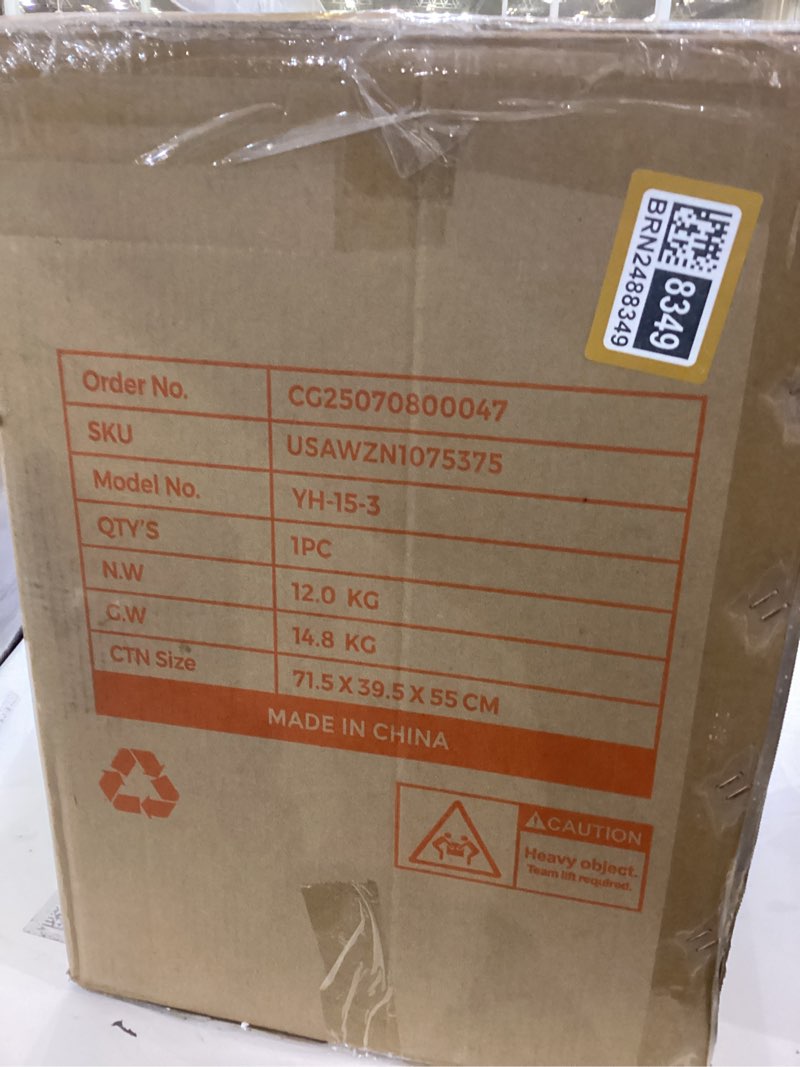 BRN2488349
8349
Order No. CG25070800047
SKU USAWZN1075375
Model No. YH-15-3
QTY'S 1PC
N.W 12.0 KG
G.W 14.8 KG
CTN Size 71.5 X 39.5 X 55 CM
MADE IN CHINA
CAUTION
Heavy object.
Team lift required.